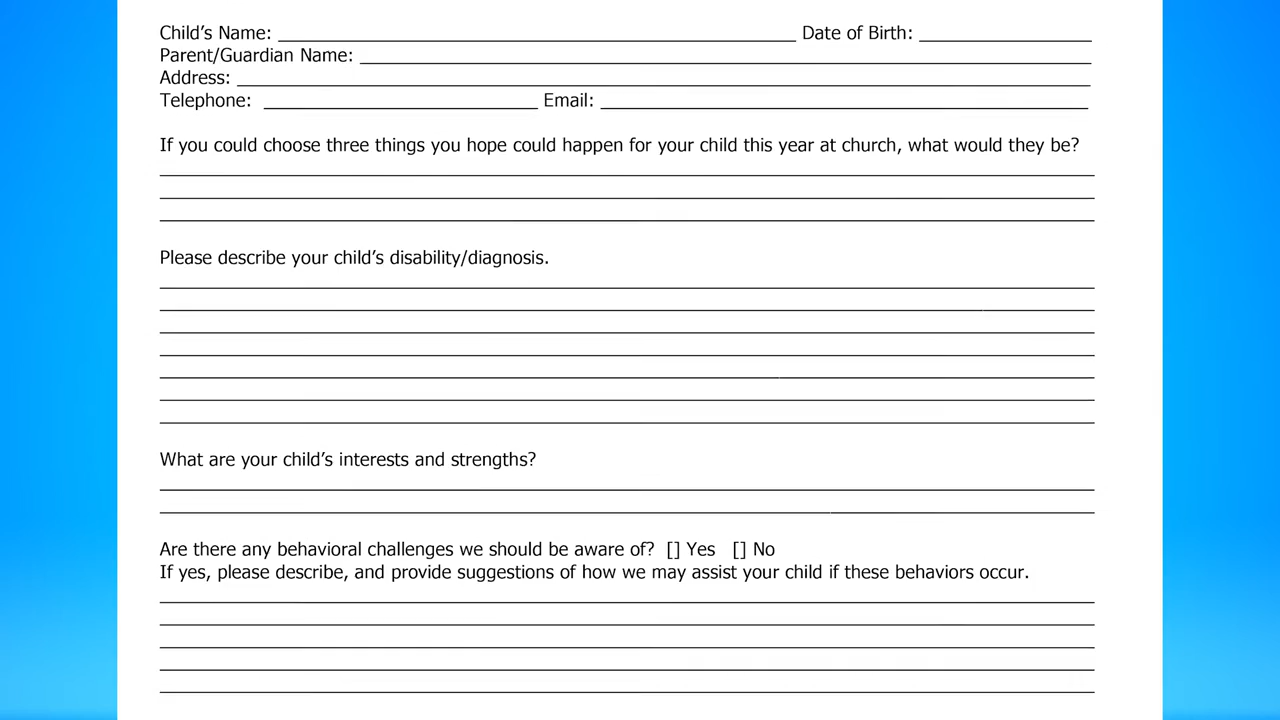 Child’s Name: Date of Birth:
Parent/Guardian Name:
Address:
Telephone: Email:
If you could choose three things you hope could happen for your child this year at church, what would they be?
Please describe your child’s disability/diagnosis.
What are your child’s interests and strengths?
Are there any behavioral challenges we should be aware of? [] Yes [] No
If yes, please describe, and provide suggestions of how we may assist your child if these behaviors occur.